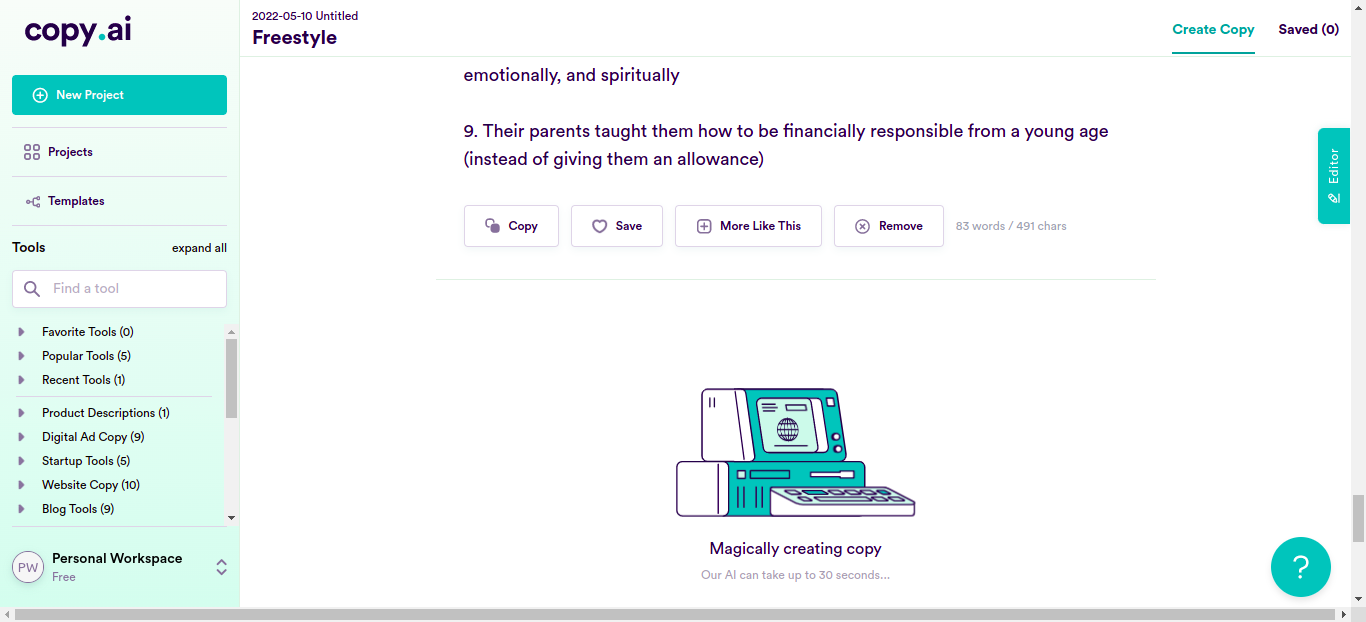 copy.ai
New Project
Projects
Templates
Tools
expand all
Find a tool
Favorite Tools (0)
Popular Tools (5)
Recent Tools (1)
Product Descriptions (1)
Digital Ad Copy (9)
Startup Tools (5)
Website Copy (10)
Blog Tools (9)
PW
Personal Workspace
Free
2022-05-10 Untitled
Freestyle
Create Copy
Saved (0)
emotionally, and spiritually
9. Their parents taught them how to be financially responsible from a young age
(instead of giving them an allowance)
Copy
Save
More Like This
Remove
83 words / 491 chars
Magically creating copy
Our AI can take up to 30 seconds...
Editor
?